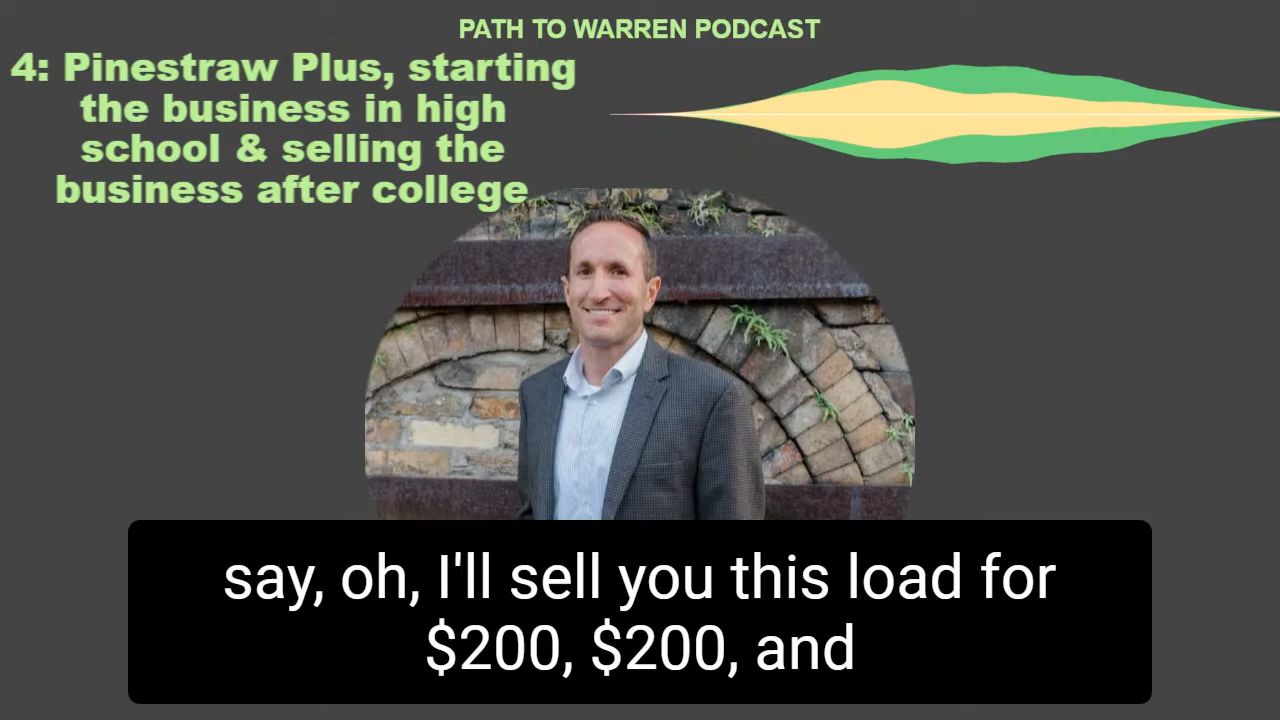 PATH TO WARREN PODCAST
4: Pinestraw Plus, starting
the business in high
school & selling the
business after college
say, oh, I'll sell you this load for
$200, $200, and